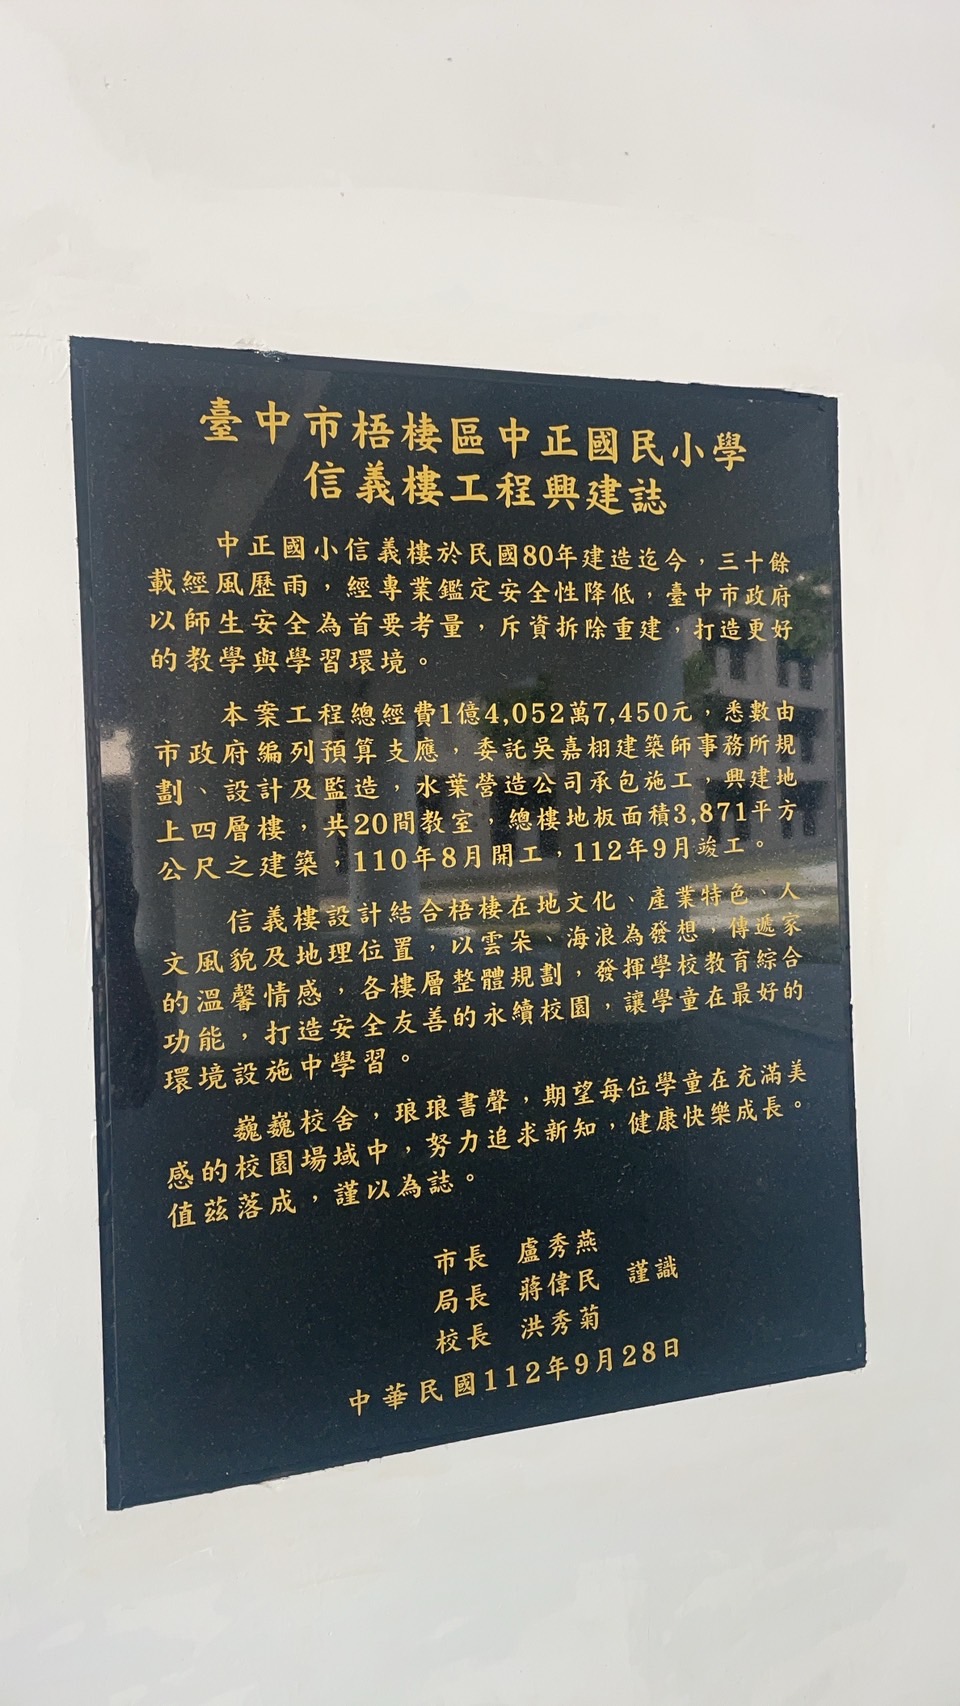 臺中市梧棲區中正國民小學
信義樓工程興建誌
中正國小信義樓於民國80年建造迄今，三十餘
載經風歷雨，經專業鑑定安全性降低，臺中市政府
以師生安全為首要考量，斥資拆除重建，打造更好
的教學與學習環境。
本案工程總經費1億4,052萬7,450元，悉數由
市政府編列預算支應，委託吳嘉栩建築師事務所規
劃、設計及監造，水葉營造公司承包施工，興建地
上四層樓，共20間教室，總樓地板面積3,871平方
公尺之建築，110年8月開工，112年9月竣工。
信義樓設計結合梧棲在地文化、產業特色、人
文風貌及地理位置，以雲朵、海浪為發想，傳遞家
的溫馨情感，各樓層整體規劃，發揮學校教育綜合
功能，打造安全友善的永續校園，讓學童在最好的
環境設施中學習。
巍巍校舍，琅琅書聲，期望每位學童在充滿美
感的校園場域中，努力追求新知，健康快樂成長。
值茲落成，謹以為誌。
市長 盧秀燕
局長 蔣偉民 謹識
校長 洪秀菊
中華民國112年9月28日